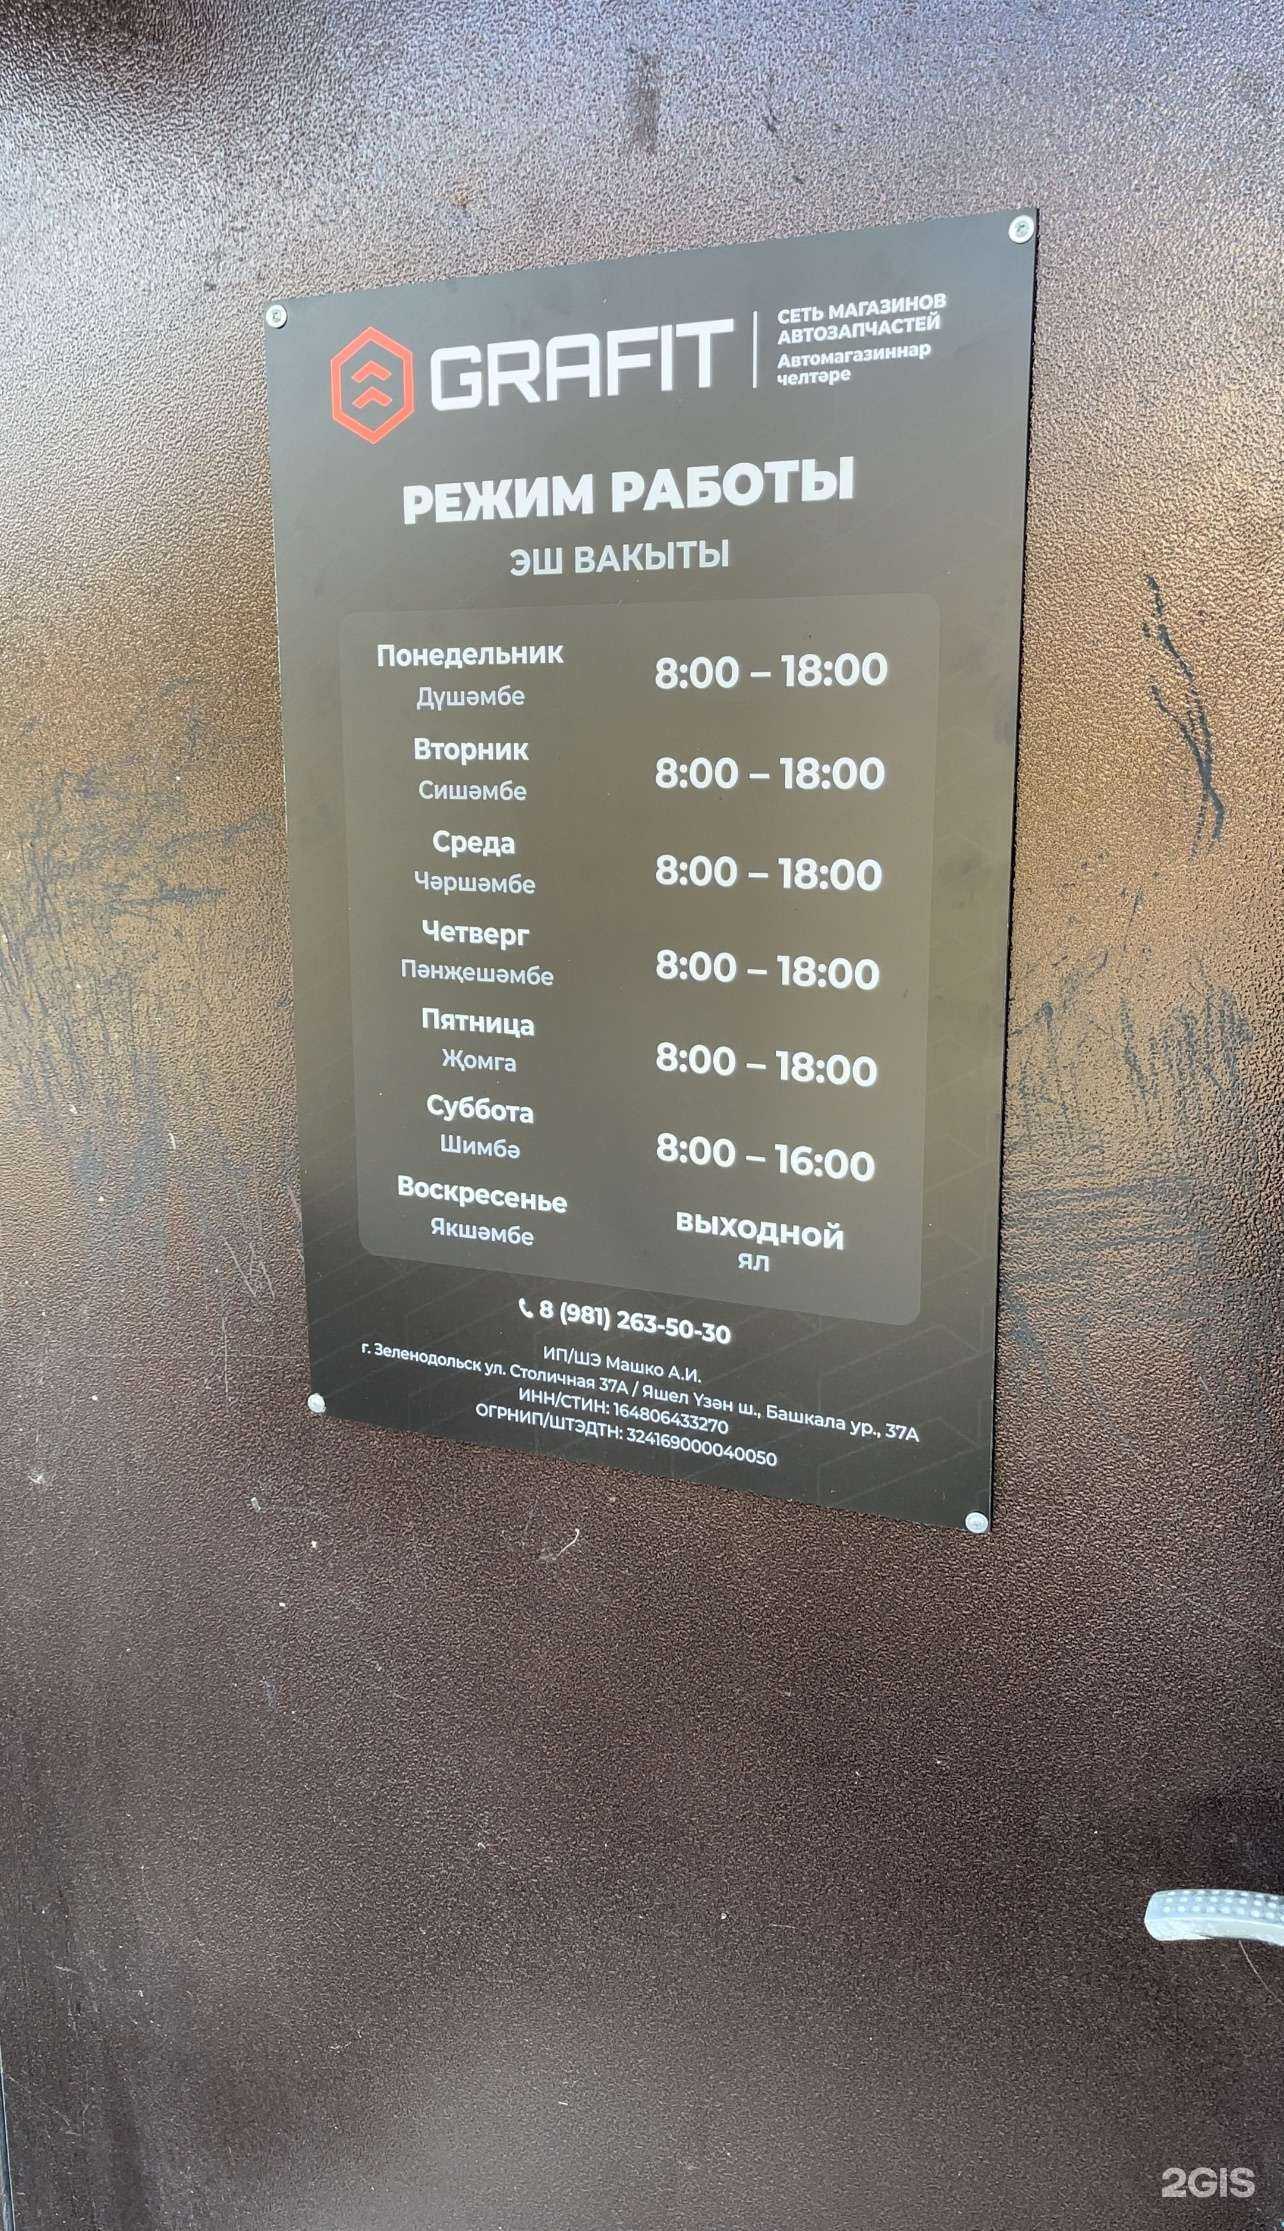 GRAFIT
СЕТЬ МАГАЗИНОВ
АВТОЗАПЧАСТЕЙ
Автомагазиннар
челтәре
РЕЖИМ РАБОТЫ
ЭШ ВАКЫТЫ
Понедельник
Дүшәмбе
8:00 – 18:00
Вторник
Сишәмбе
8:00 – 18:00
Среда
Чәршәмбе
8:00 – 18:00
Четверг
Пәнҗешәмбе
8:00 – 18:00
Пятница
Җомга
8:00 – 18:00
Суббота
Шимбә
8:00 – 16:00
Воскресенье
Якшәмбе
ВЫХОДНОЙ
ЯЛ
8 (981) 263-50-30
ИП/ШЭ Машко А.И.
г. Зеленодольск ул. Столичная 37А / Яшел Үзән ш., Башкала ур., 37А
ИНН/СТИН: 164806433270
ОГРНИП/ШТЭДТН: 324169000040050
2GIS